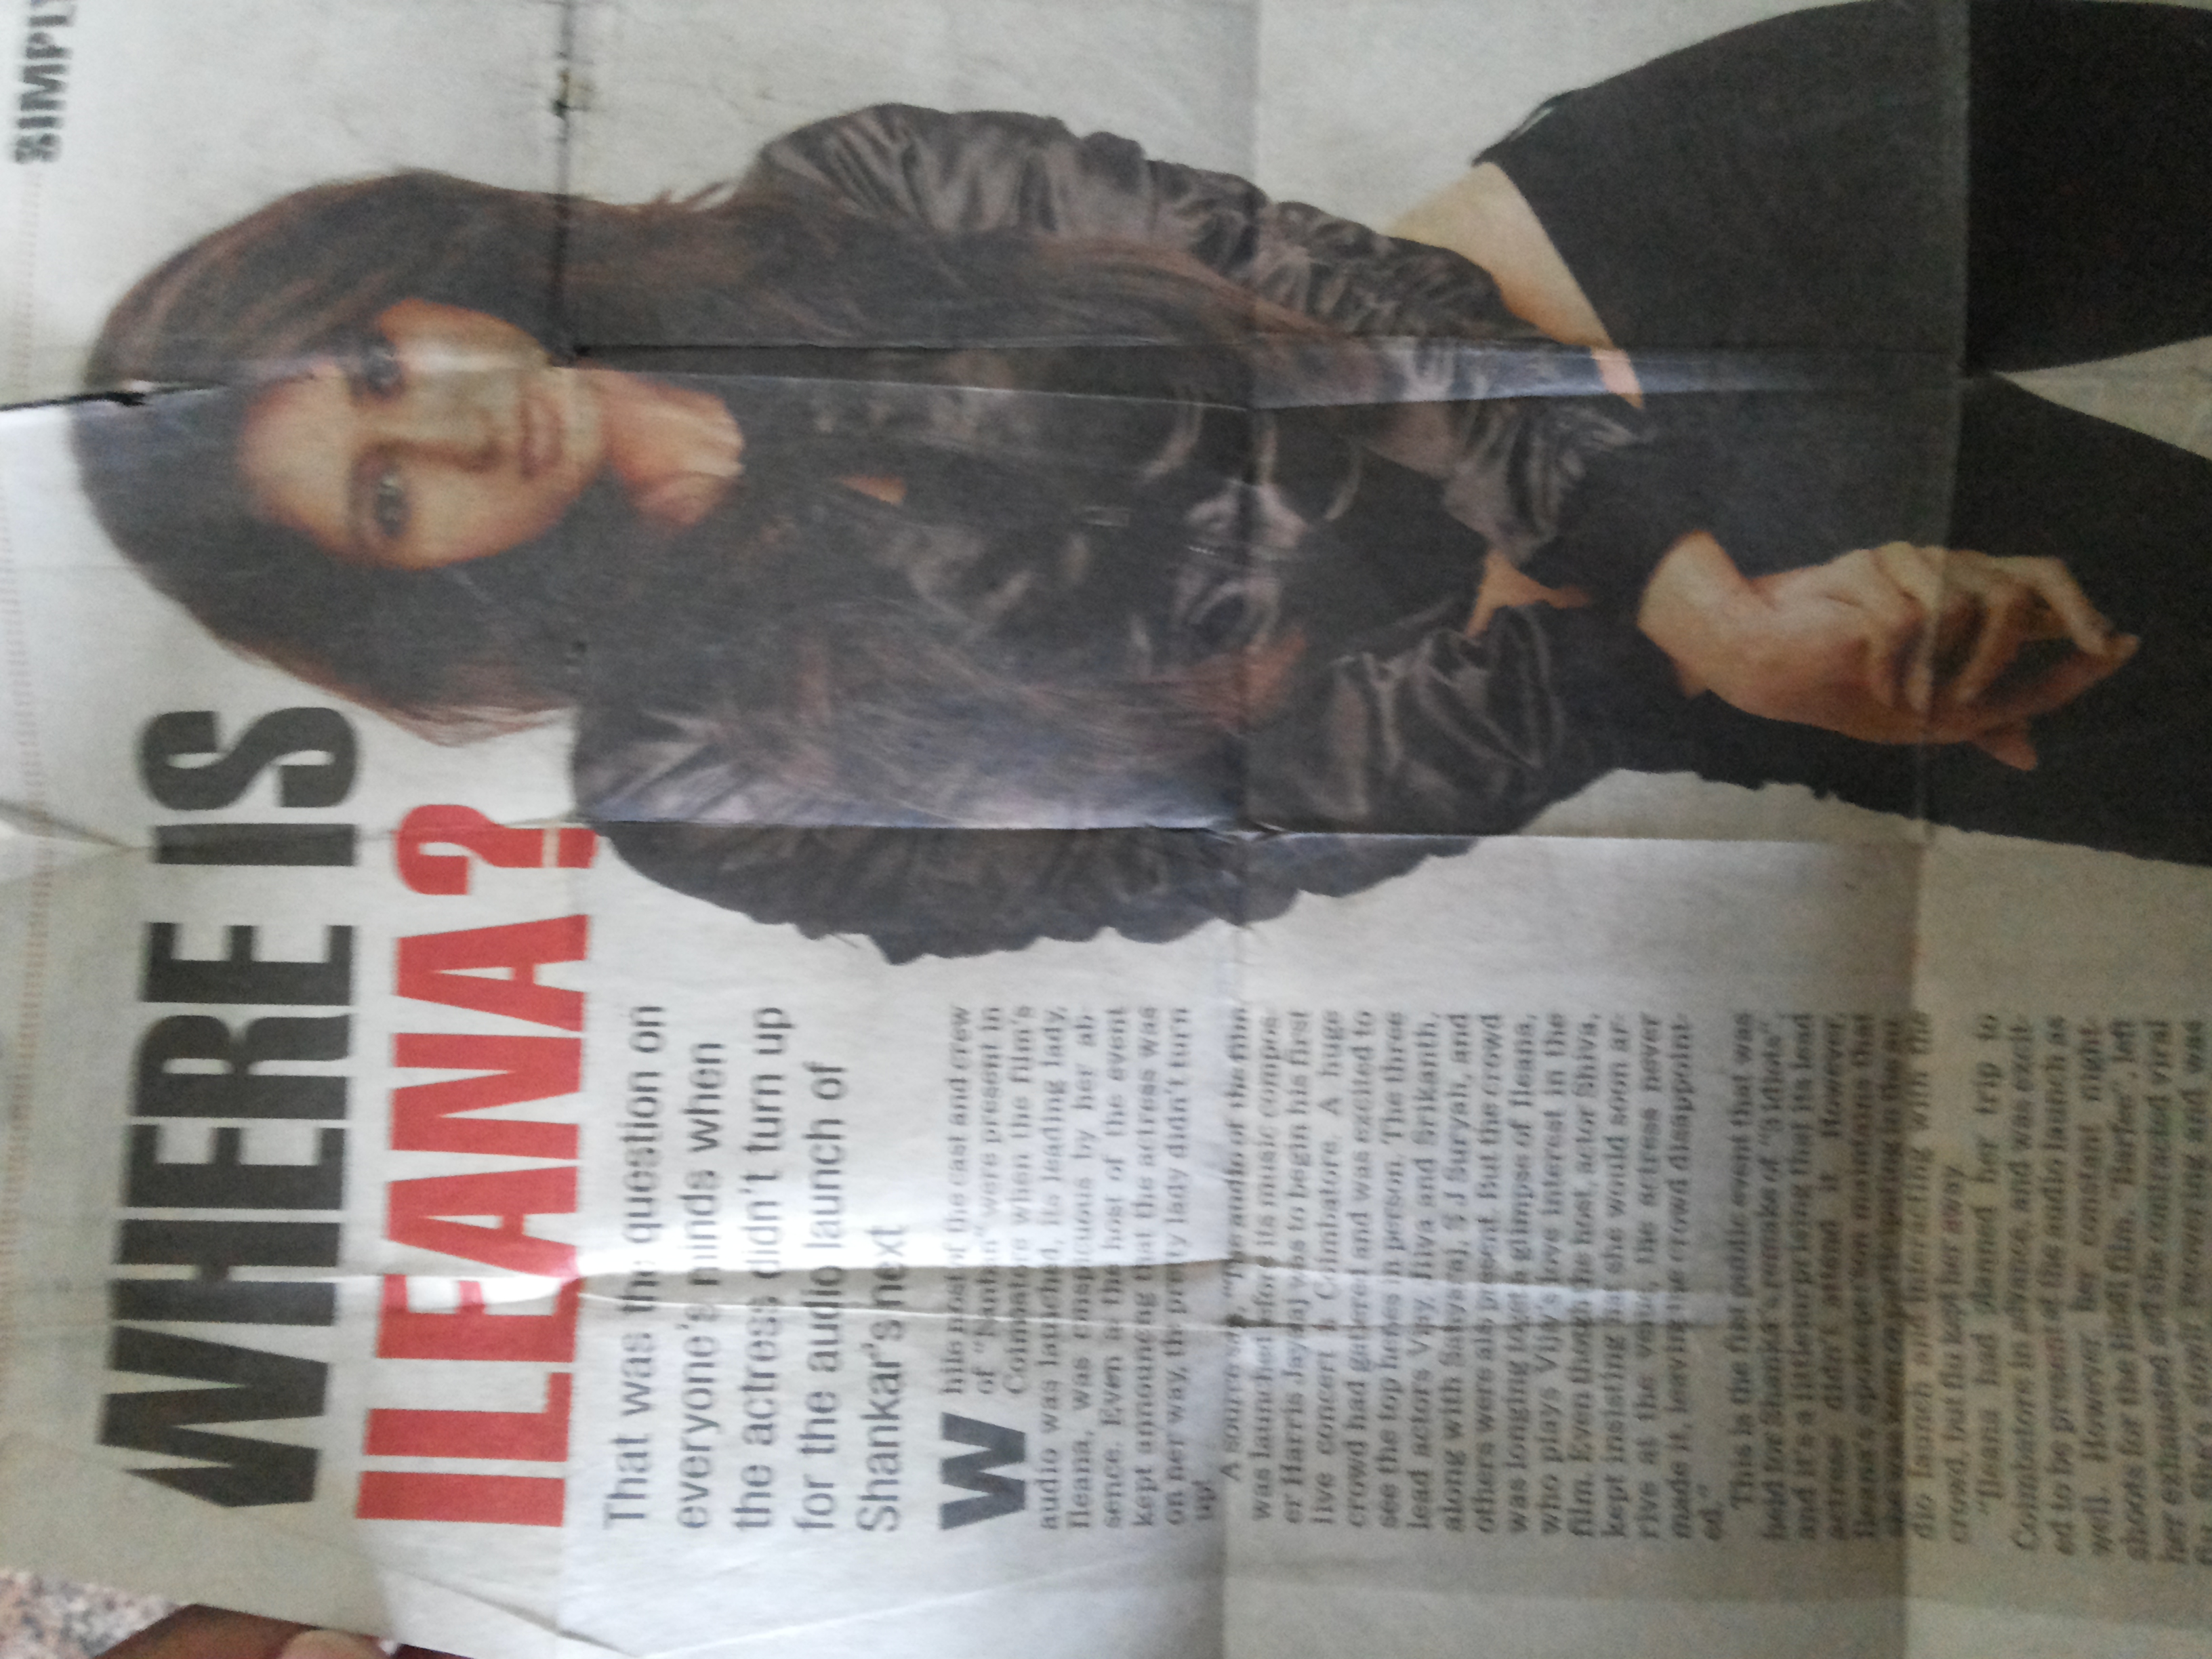 SIMPLY
WHERE IS
ILEANA?
That was the question on
everyone's minds when
the actress didn't turn up
for the audio launch of
Shankar's next
While most of the cast and crew
of "Nanban" were present in
Coimbatore when the film's
audio was launched, its leading lady,
Ileana, was conspicuous by her ab-
sence. Even as the host of the event
kept announcing that the actress was
on her way, the pretty lady didn't turn
up!
A source says, "The audio of the film
was launched before its music compos-
er Harris Jayaraj was to begin his first
live concert in Coimbatore. A huge
crowd had gathered and was excited to
see the top heroes in person. The three
lead actors Vijay, Jiiva and Srikanth,
along with Sathyaraj, S J Suryah, and
others were also present. But the crowd
was longing to get a glimpse of Ileana,
who plays Vijay's love interest in the
film. Even though the host, actor Shiva,
kept insisting that she would soon ar-
rive at the venue, the actress never
made it, leaving the crowd disappoint-
ed."
This is the first public event that was
held for Shankar's remake of "3 Idiots",
and it's a little surprising that its lead
actress didn't attend it. However,
Ileana's spokesperson maintains that
she was keen on participating in the au-
dio launch and interacting with the
crowd, but flu kept her away.
"Ileana had planned her trip to
Coimbatore in advance, and was excit-
ed to be present at the audio launch as
well. However, her constant night-
shoots for the Hindi film, "Barfee", left
her exhausted and she contracted viral
flu. She's slowly recovering and was